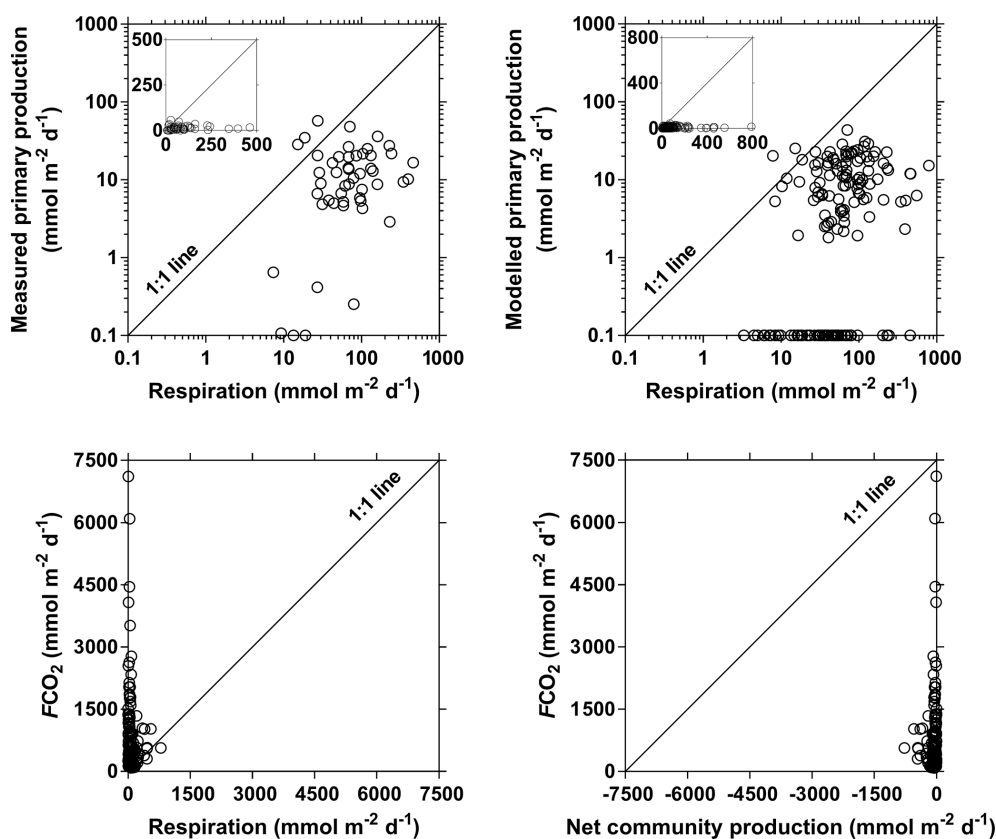 Measured primary production
(mmol m-2 d-1)
1000
100
10
1
0.1
500
250
0
0 250 500
1:1 line
0.1 1 10 100 1000
Respiration (mmol m-2 d-1)
Modelled primary production
(mmol m-2 d-1)
1000
100
10
1
0.1
800
400
0
0 400 800
1:1 line
0.1 1 10 100 1000
Respiration (mmol m-2 d-1)
FCO2 (mmol m-2 d-1)
7500
6000
4500
3000
1500
0
1:1 line
0 1500 3000 4500 6000 7500
Respiration (mmol m-2 d-1)
FCO2 (mmol m-2 d-1)
7500
6000
4500
3000
1500
0
1:1 line
-7500 -6000 -4500 -3000 -1500 0
Net community production (mmol m-2 d-1)